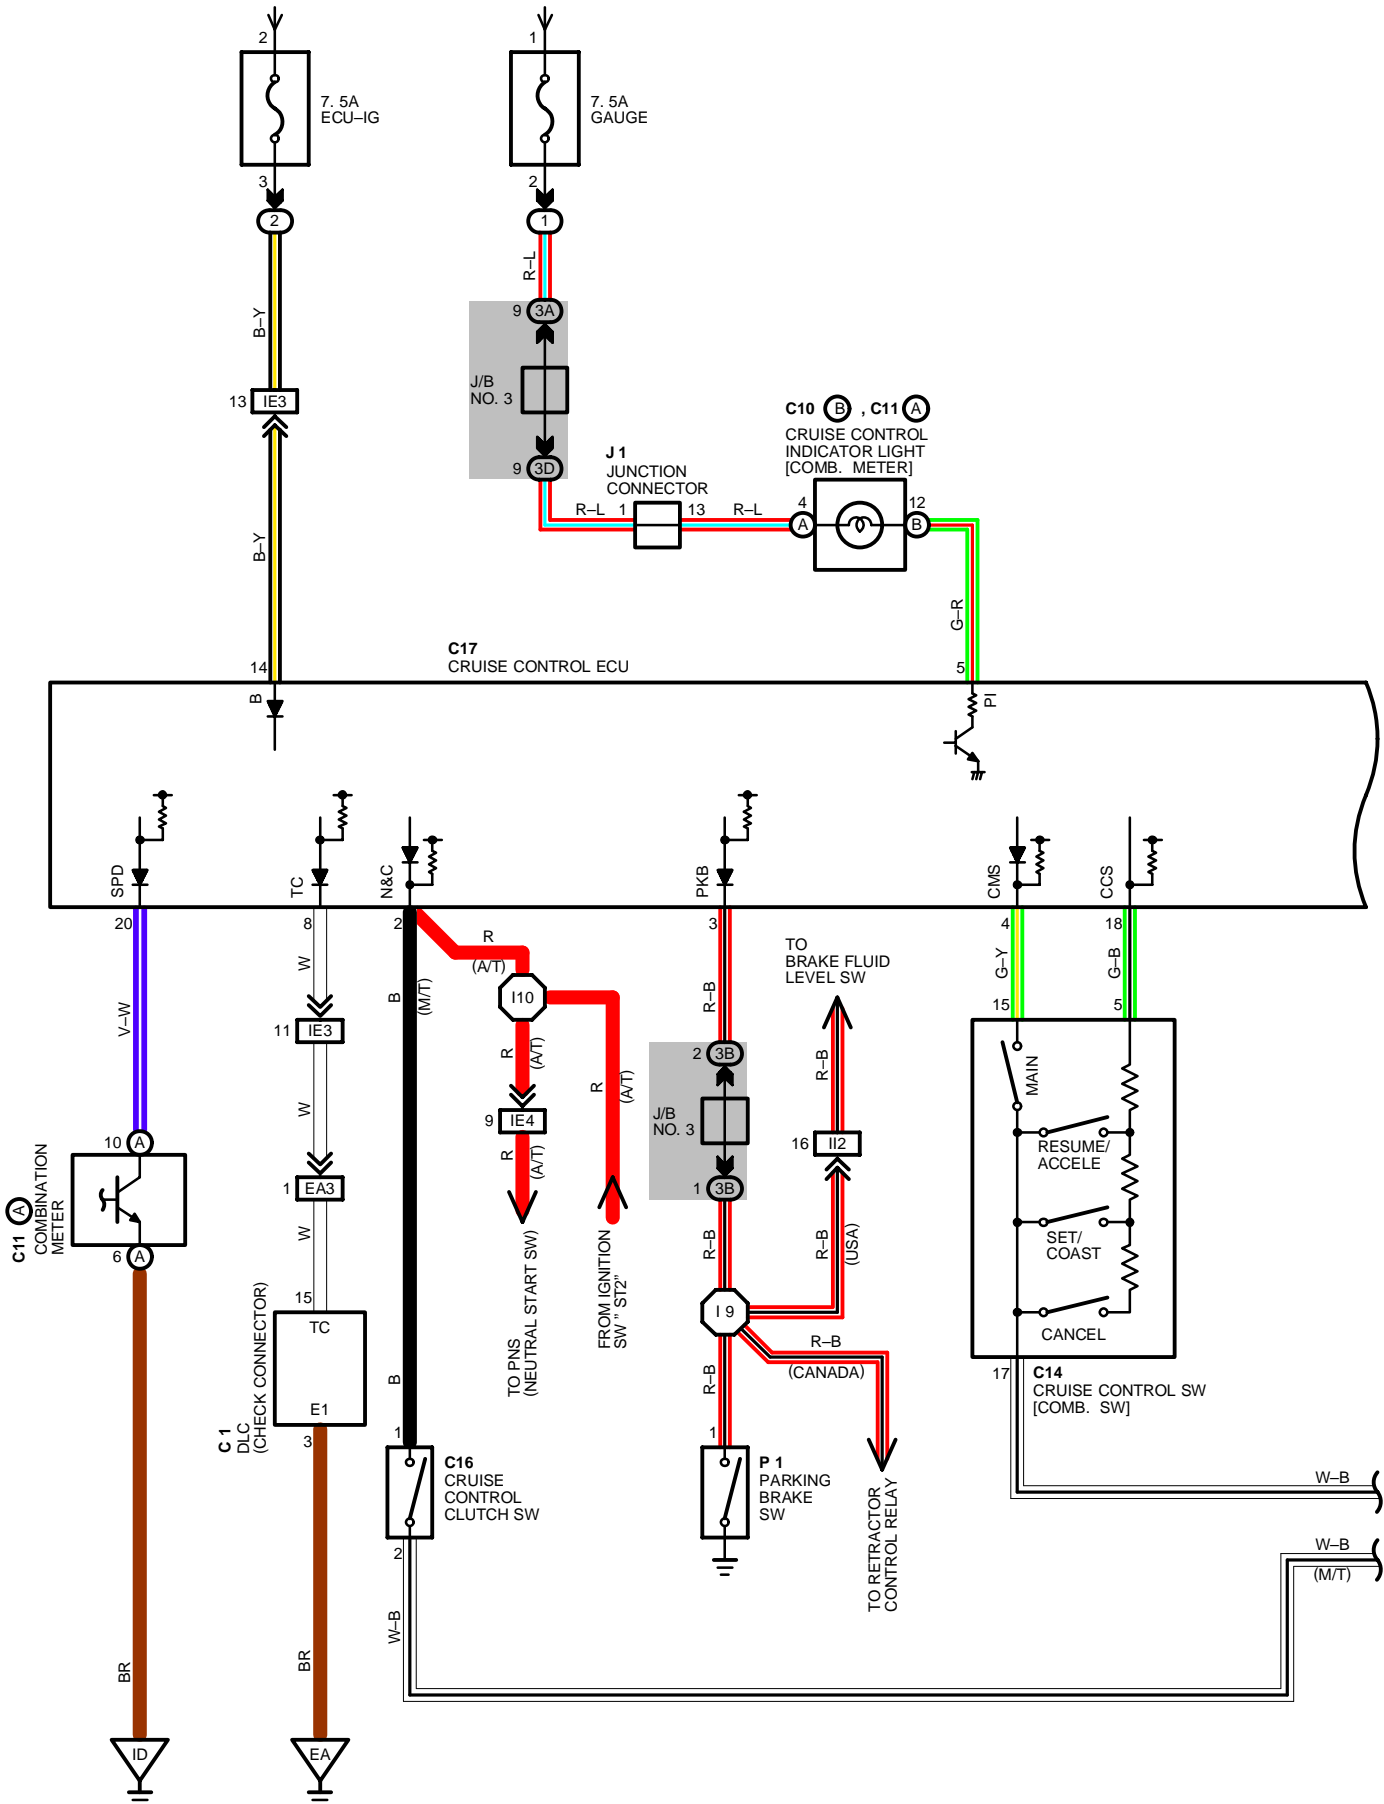 2
1
7. 5A
ECU–IG
7. 5A
GAUGE
3
2
2
1
R–L
9 3A
B–Y
J/B
NO. 3
13 IE3
C10 B , C11 A
CRUISE CONTROL
INDICATOR LIGHT
[COMB. METER]
9 3D
J 1
JUNCTION
CONNECTOR
R–L 1 13 R–L
4 12
A B
B–Y
G–R
C17
CRUISE CONTROL ECU
14
5
B
PI
SPD
TC
N&C
PKB
CMS
CCS
20
8
2
3
4
18
W
R
(A/T)
TO
BRAKE FLUID
LEVEL SW
G–Y
G–B
V–W
B
(M/T)
I10
R–B
15
5
11 IE3
R
(A/T)
R
(A/T)
2 3B
R–B
MAIN
W
9 IE4
J/B
NO. 3
16 II2
RESUME/
ACCELE
10 A
R
(A/T)
1 EA3
1 3B
C11 A
COMBINATION
METER
W
SET/
COAST
6 A
TO PNS
(NEUTRAL START SW)
FROM IGNITION
SW " ST2"
R–B
R–B
(USA)
15
TC
I 9
CANCEL
R–B
(CANADA)
17
C14
CRUISE CONTROL SW
[COMB. SW]
B
R–B
E1
C 1
DLC
(CHECK CONNECTOR)
3
1
1
C16
CRUISE
CONTROL
CLUTCH SW
P 1
PARKING
BRAKE
SW
W–B
TO RETRACTOR
CONTROL RELAY
2
W–B
(M/T)
W–B
BR
BR
ID
EA